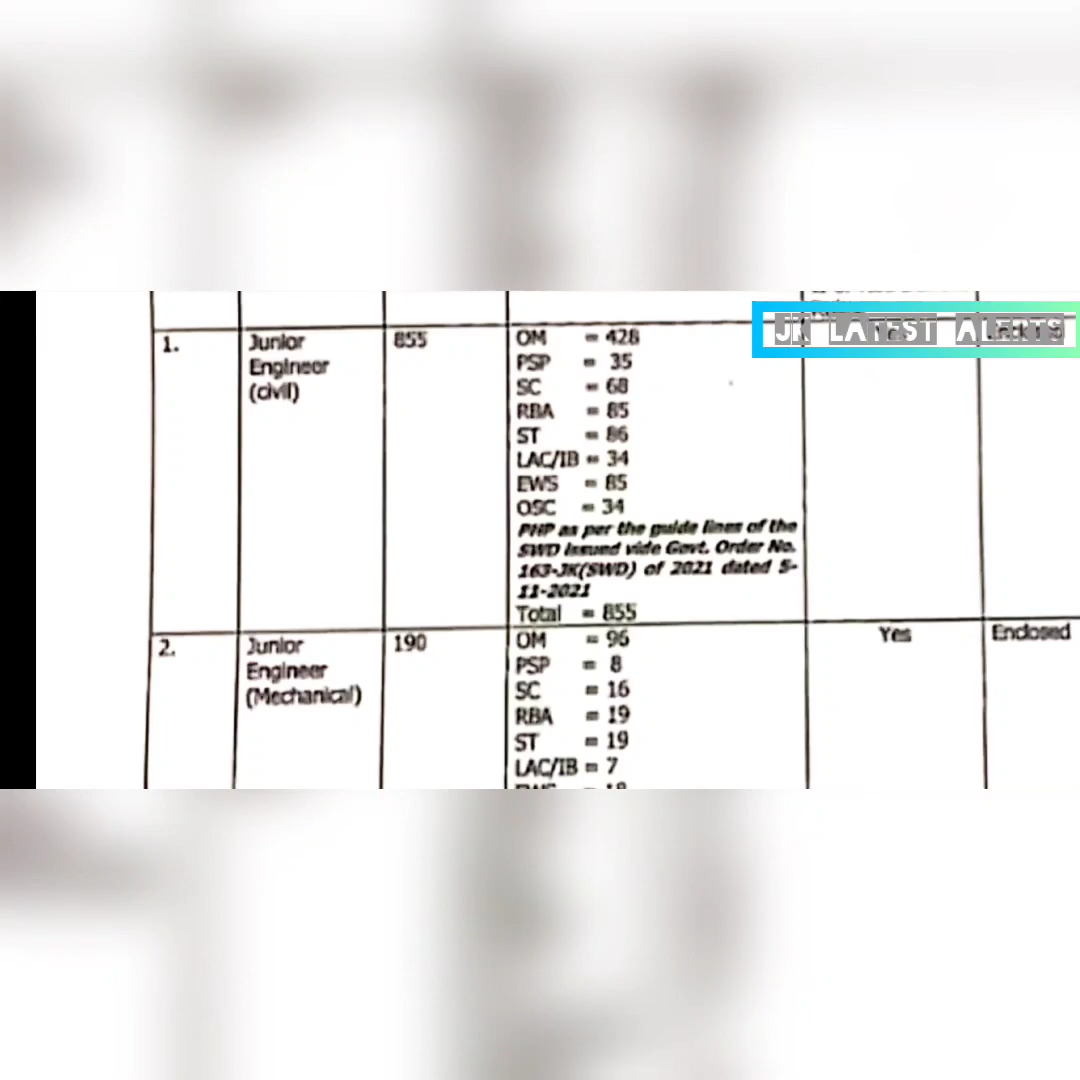 JK LATEST ALERTS
1.
Junior
Engineer
(civil)
855
OM = 428
PSP = 35
SC = 68
RBA = 85
ST = 86
LAC/IB = 34
EWS = 85
OSC = 34
PHP as per the guide lines of the
SWD issued vide Govt. Order No.
163-JK(SWD) of 2021 dated 5-
11-2021
Total = 855
Yes
2.
Junior
Engineer
(Mechanical)
190
OM = 96
PSP = 8
SC = 16
RBA = 19
ST = 19
LAC/IB = 7
Yes
Enclosed